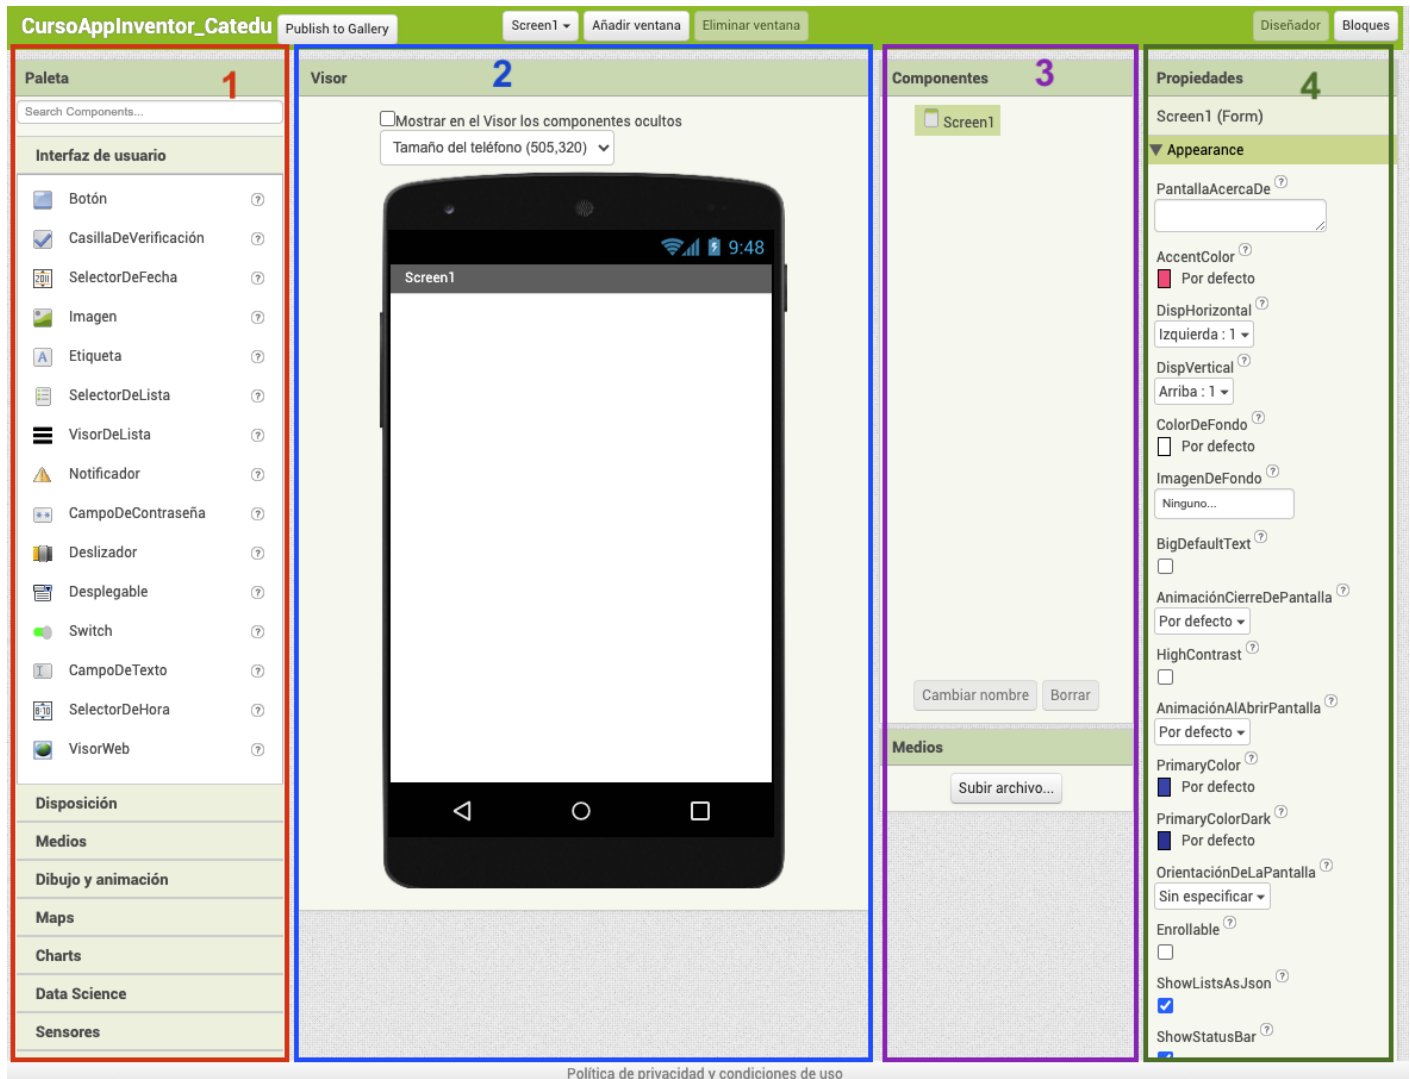 CursoAppInventor_Catedu
Publish to Gallery
Screen1
Añadir ventana
Eliminar ventana
Diseñador
Bloques
Paleta
1
Search Components...
Interfaz de usuario
Botón
?
CasillaDeVerificación
?
SelectorDeFecha
?
Imagen
?
A
Etiqueta
?
SelectorDeLista
?
VisorDeLista
?
Notificador
?
CampoDeContraseña
?
Deslizador
?
Desplegable
?
Switch
?
CampoDeTexto
?
SelectorDeHora
?
VisorWeb
?
Disposición
Medios
Dibujo y animación
Maps
Charts
Data Science
Sensores
Visor
2
Mostrar en el Visor los componentes ocultos
Tamaño del teléfono (505,320)
9:48
Screen1
Componentes
3
Screen1
Cambiar nombre
Borrar
Medios
Subir archivo...
Propiedades
4
Screen1 (Form)
Appearance
PantallaAcercaDe ?
AccentColor ?
Por defecto
DispHorizontal ?
Izquierda : 1
DispVertical ?
Arriba : 1
ColorDeFondo ?
Por defecto
ImagenDeFondo ?
Ninguno...
BigDefaultText ?
AnimaciónCierreDePantalla ?
Por defecto
HighContrast ?
AnimaciónAlAbrirPantalla ?
Por defecto
PrimaryColor ?
Por defecto
PrimaryColorDark ?
Por defecto
OrientaciónDeLaPantalla ?
Sin especificar
Enrollable ?
ShowListsAsJson ?
ShowStatusBar ?
Política de privacidad y condiciones de uso